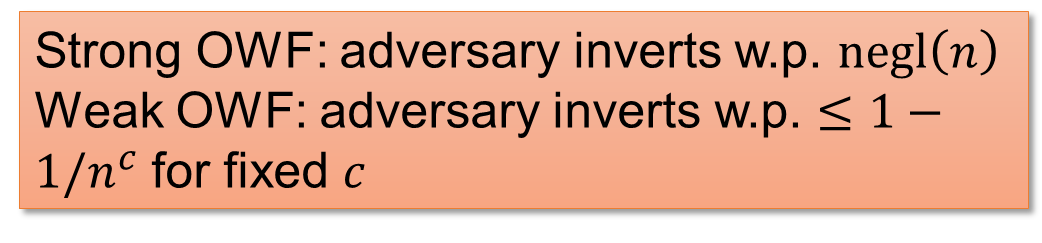 Strong OWF: adversary inverts w.p. negl(n)
Weak OWF: adversary inverts w.p. ≤ 1 −
1/n^c for fixed c